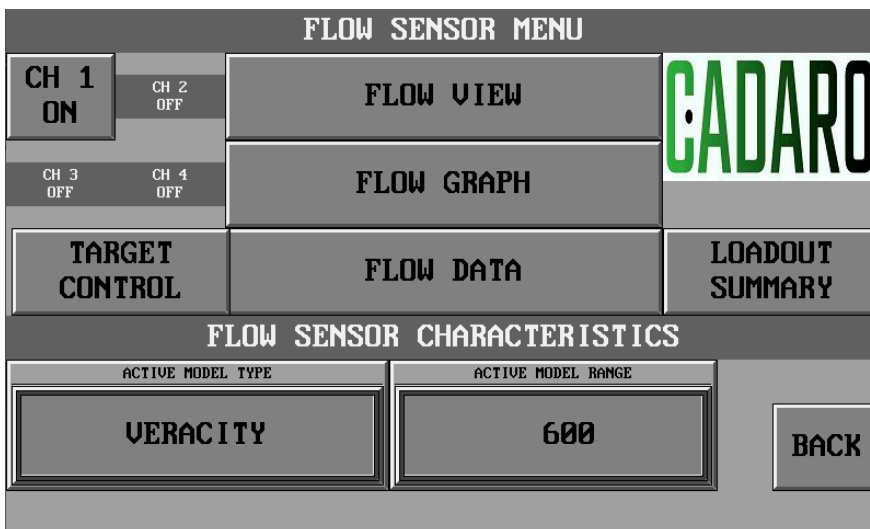 FLOW SENSOR MENU
CH 1
ON
CH 2
OFF
FLOW VIEW
CADARO
CH 3
OFF
CH 4
OFF
FLOW GRAPH
TARGET
CONTROL
FLOW DATA
LOADOUT
SUMMARY
FLOW SENSOR CHARACTERISTICS
ACTIVE MODEL TYPE
ACTIVE MODEL RANGE
VERACITY
600
BACK